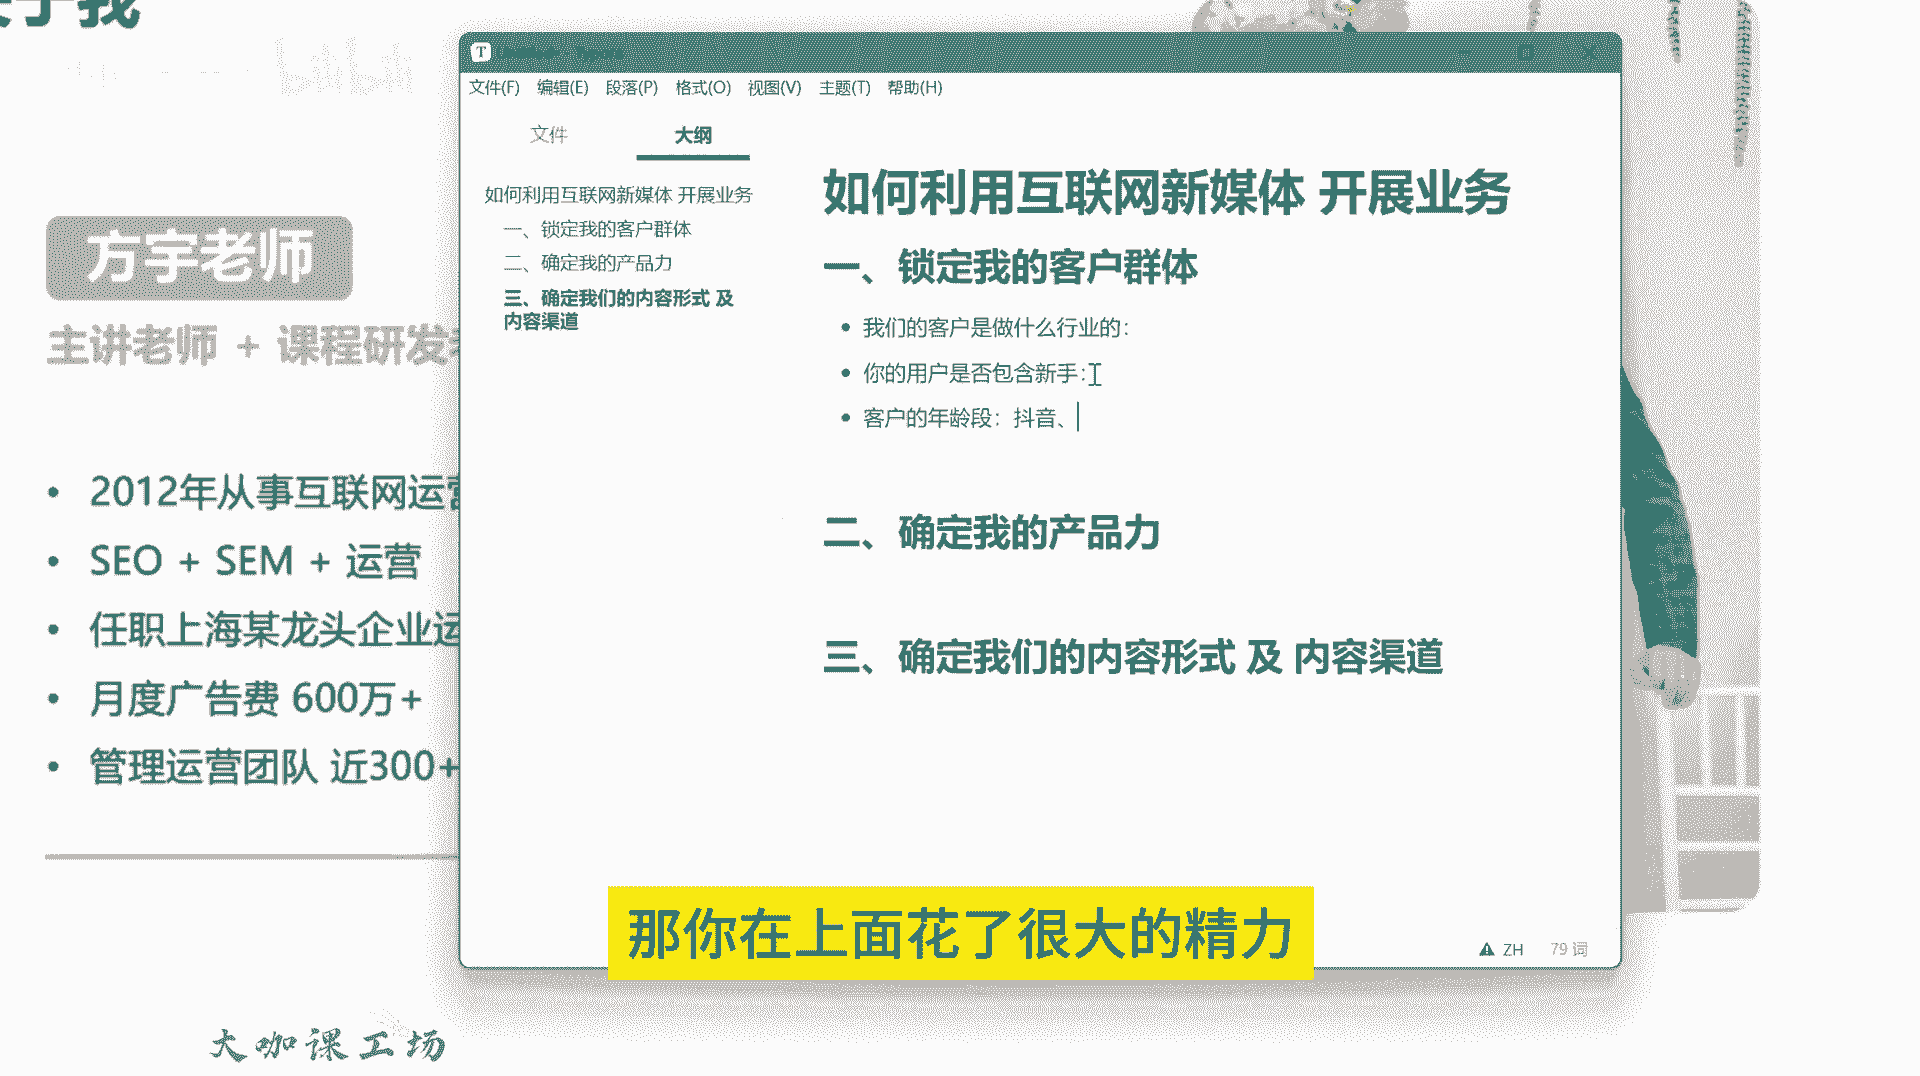 bilibili
方宇老师
主讲老师 + 课程研发
2012年从事互联网运营
SEO + SEM + 运营
任职上海某龙头企业运
月度广告费 600万+
管理运营团队 近300+
大咖课工场
文件(F) 编辑(E) 段落(P) 格式(O) 视图(V) 主题(T) 帮助(H)
文件 大纲
如何利用互联网新媒体 开展业务
一、锁定我的客户群体
二、确定我的产品力
三、确定我们的内容形式 及
内容渠道
如何利用互联网新媒体 开展业务
一、锁定我的客户群体
我们的客户是做什么行业的：
你的用户是否包含新手：
客户的年龄段：抖音、
二、确定我的产品力
三、确定我们的内容形式 及 内容渠道
ZH 79 词
那你在上面花了很大的精力